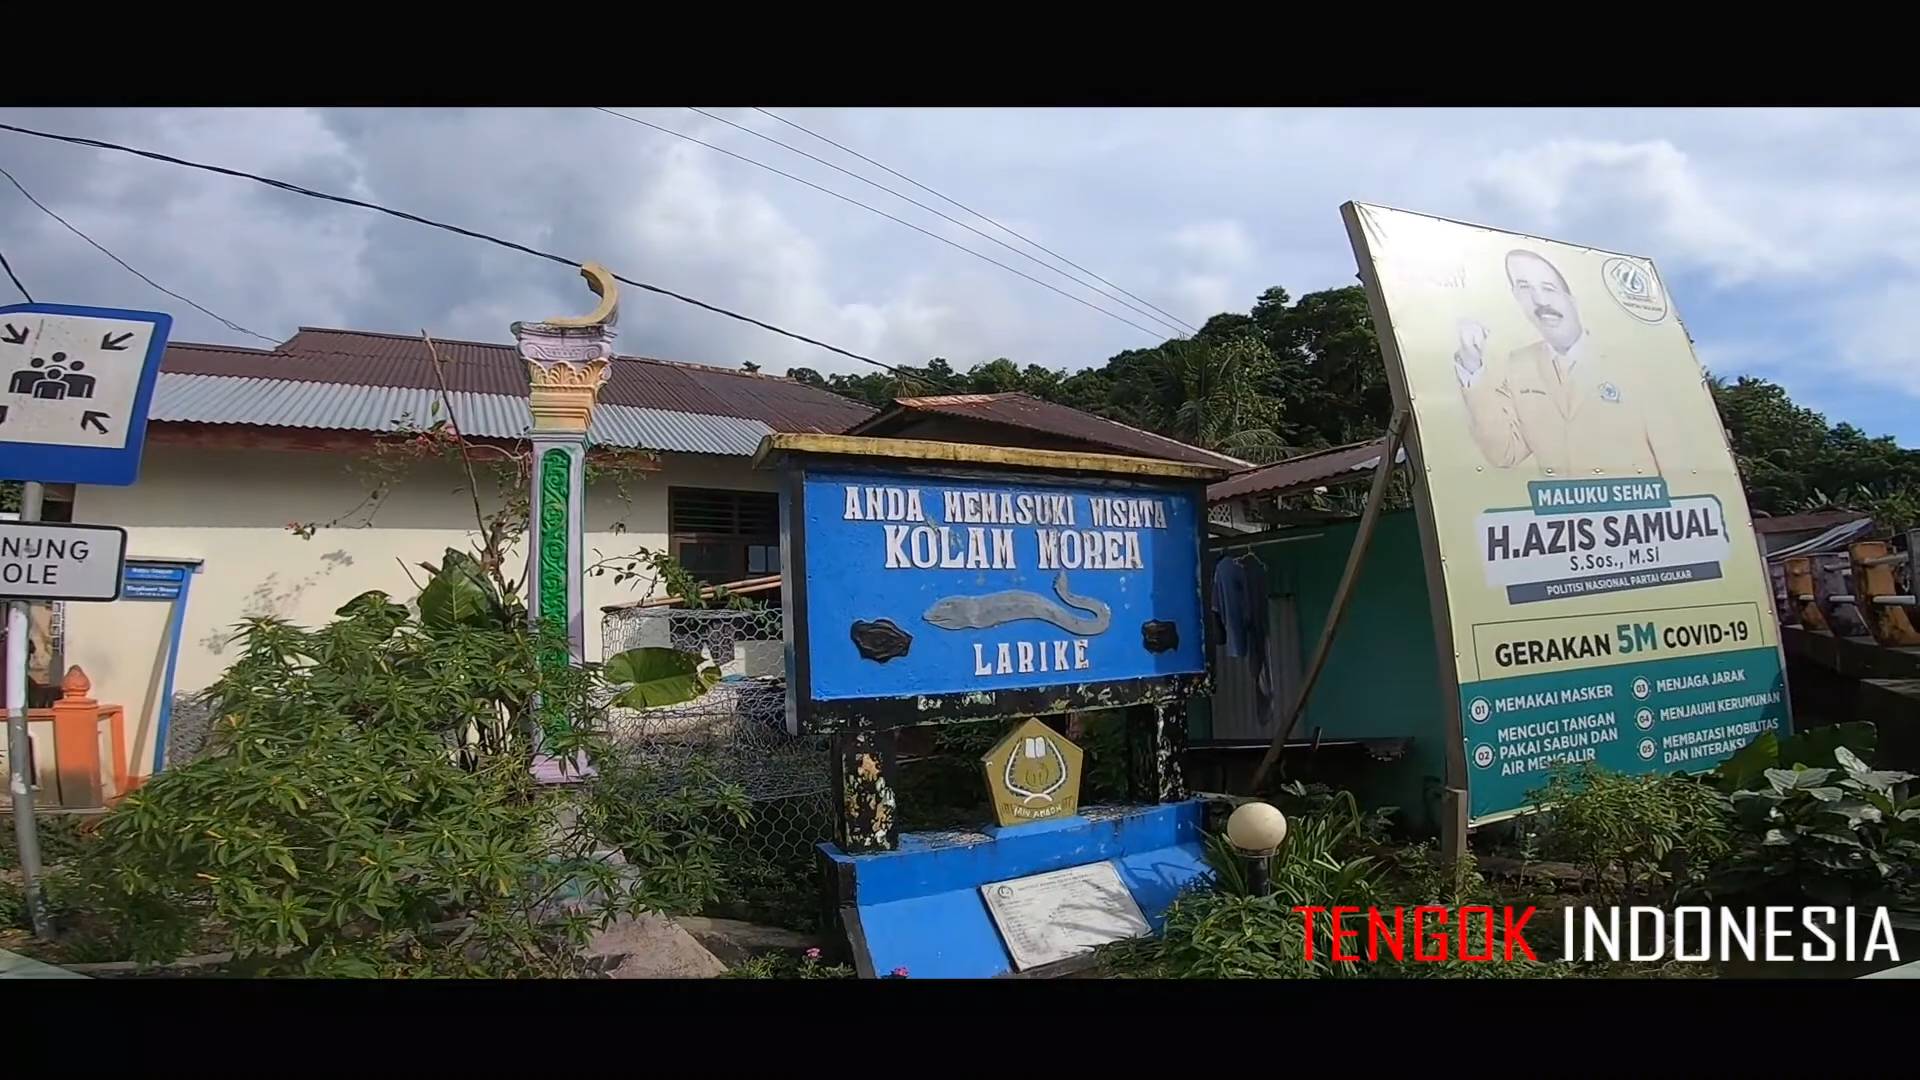 NUNG
OLE
ANDA MEMASUKI WISATA
KOLAM MOREA
LARIKE
MIN AMBON
MALUKU SEHAT
H.AZIS SAMUAL
S.Sos., M.Si
POLITISI NASIONAL PARTAI GOLKAR
GERAKAN 5M COVID-19
01 MEMAKAI MASKER
02 MENCUCI TANGAN
PAKAI SABUN DAN
AIR MENGALIR
03 MENJAGA JARAK
04 MENJAUHI KERUMUNAN
05 MEMBATASI MOBILITAS
DAN INTERAKSI
TENGOK INDONESIA